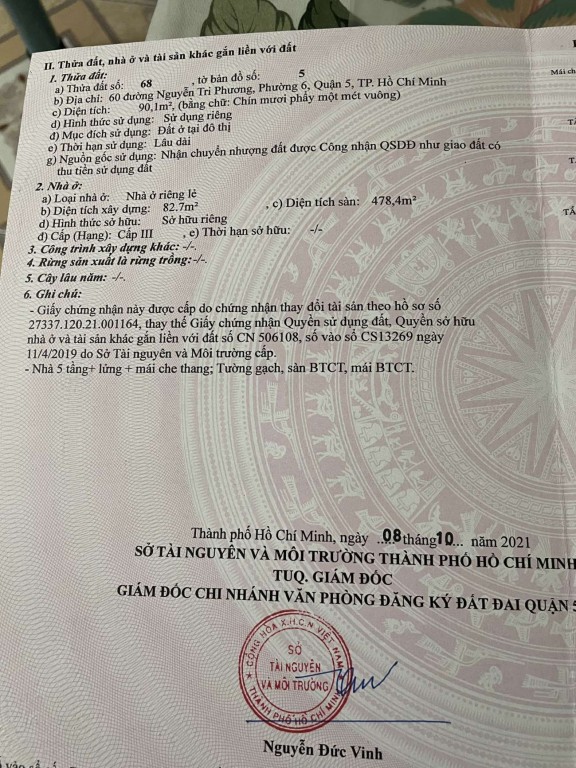 II. Thửa đất, nhà ở và tài sản khác gắn liền với đất
1. Thửa đất:
a) Thửa đất số: 68 , tờ bản đồ số: 5
b) Địa chỉ: 60 đường Nguyễn Tri Phương, Phường 6, Quận 5, TP. Hồ Chí Minh
c) Diện tích: 90,1m², (bằng chữ: Chín mươi phẩy một mét vuông)
d) Hình thức sử dụng: Sử dụng riêng
đ) Mục đích sử dụng: Đất ở tại đô thị
e) Thời hạn sử dụng: Lâu dài
g) Nguồn gốc sử dụng: Nhận chuyển nhượng đất được Công nhận QSDĐ như giao đất có
thu tiền sử dụng đất
2. Nhà ở:
a) Loại nhà ở: Nhà ở riêng lẻ
b) Diện tích xây dựng: 82.7m² , c) Diện tích sàn: 478,4m²
d) Hình thức sở hữu: Sở hữu riêng
đ) Cấp (Hạng): Cấp III , e) Thời hạn sở hữu: -/-
3. Công trình xây dựng khác: -/-.
4. Rừng sản xuất là rừng trồng:-/-.
5. Cây lâu năm: -/-.
6. Ghi chú:
- Giấy chứng nhận này được cấp do chứng nhận thay đổi tài sản theo hồ sơ số
27337.120.21.001164, thay thế Giấy chứng nhận Quyền sử dụng đất, Quyền sở hữu
nhà ở và tài sản khác gắn liền với đất số CN 506108, số vào sổ CS13269 ngày
11/4/2019 do Sở Tài nguyên và Môi trường cấp.
- Nhà 5 tầng+ lửng + mái che thang; Tường gạch, sàn BTCT, mái BTCT.
Thành phố Hồ Chí Minh, ngày ...08 tháng 10... năm 2021
SỞ TÀI NGUYÊN VÀ MÔI TRƯỜNG THÀNH PHỐ HỒ CHÍ MINH
TUQ. GIÁM ĐỐC
GIÁM ĐỐC CHI NHÁNH VĂN PHÒNG ĐĂNG KÝ ĐẤT ĐAI QUẬN 5
CỘNG HÒA X.H.C.N VIỆT NAM
SỞ
TÀI NGUYÊN
VÀ MÔI TRƯỜNG
THÀNH PHỐ HỒ CHÍ MINH
Nguyễn Đức Vinh